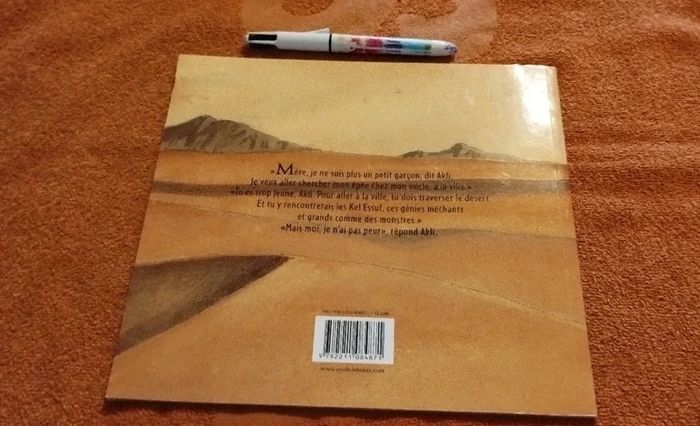 «Mère, je ne suis plus un petit garçon, dit Akli.
Je veux aller chercher mon épée chez mon oncle, à la ville.»
«Tu es trop jeune, Akli. Pour aller à la ville, tu dois traverser le désert.
Et tu y rencontrerais les Kel Essuf, ces génies méchants
et grands comme des monstres.»
«Mais moi, je n'ai pas peur», répond Akli.
9782211084871